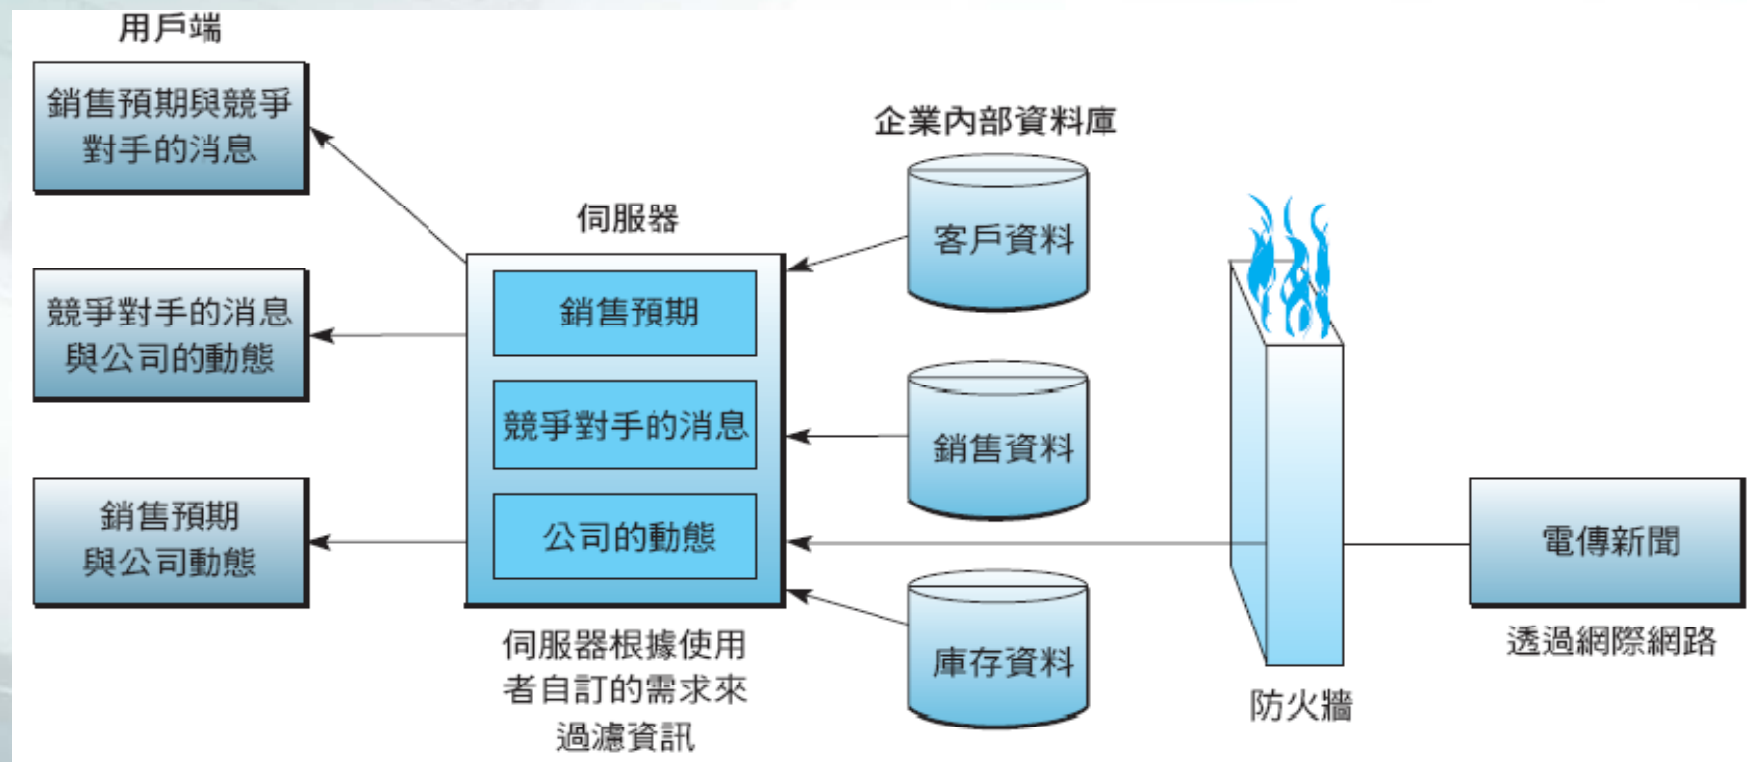 用戶端
銷售預期與競爭
對手的消息
競爭對手的消息
與公司的動態
銷售預期
與公司動態
伺服器
銷售預期
競爭對手的消息
公司的動態
伺服器根據使用
者自訂的需求來
過濾資訊
企業內部資料庫
客戶資料
銷售資料
庫存資料
防火牆
電傳新聞
透過網際網路